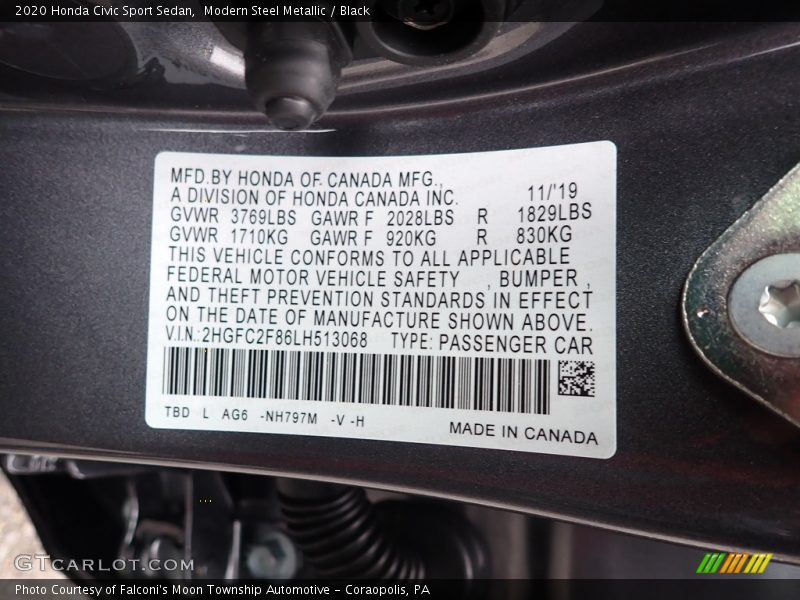 2020 Honda Civic Sport Sedan, Modern Steel Metallic / Black
MFD.BY HONDA OF CANADA MFG.,
A DIVISION OF HONDA CANADA INC. 11/'19
GVWR 3769LBS GAWR F 2028LBS R 1829LBS
GVWR 1710KG GAWR F 920KG R 830KG
THIS VEHICLE CONFORMS TO ALL APPLICABLE
FEDERAL MOTOR VEHICLE SAFETY , BUMPER ,
AND THEFT PREVENTION STANDARDS IN EFFECT
ON THE DATE OF MANUFACTURE SHOWN ABOVE.
V.I.N.:2HGFC2F86LH513068 TYPE: PASSENGER CAR
TBD L AG6 -NH797M -V -H
MADE IN CANADA
GTCARLOT.COM
Photo Courtesy of Falconi's Moon Township Automotive – Coraopolis, PA